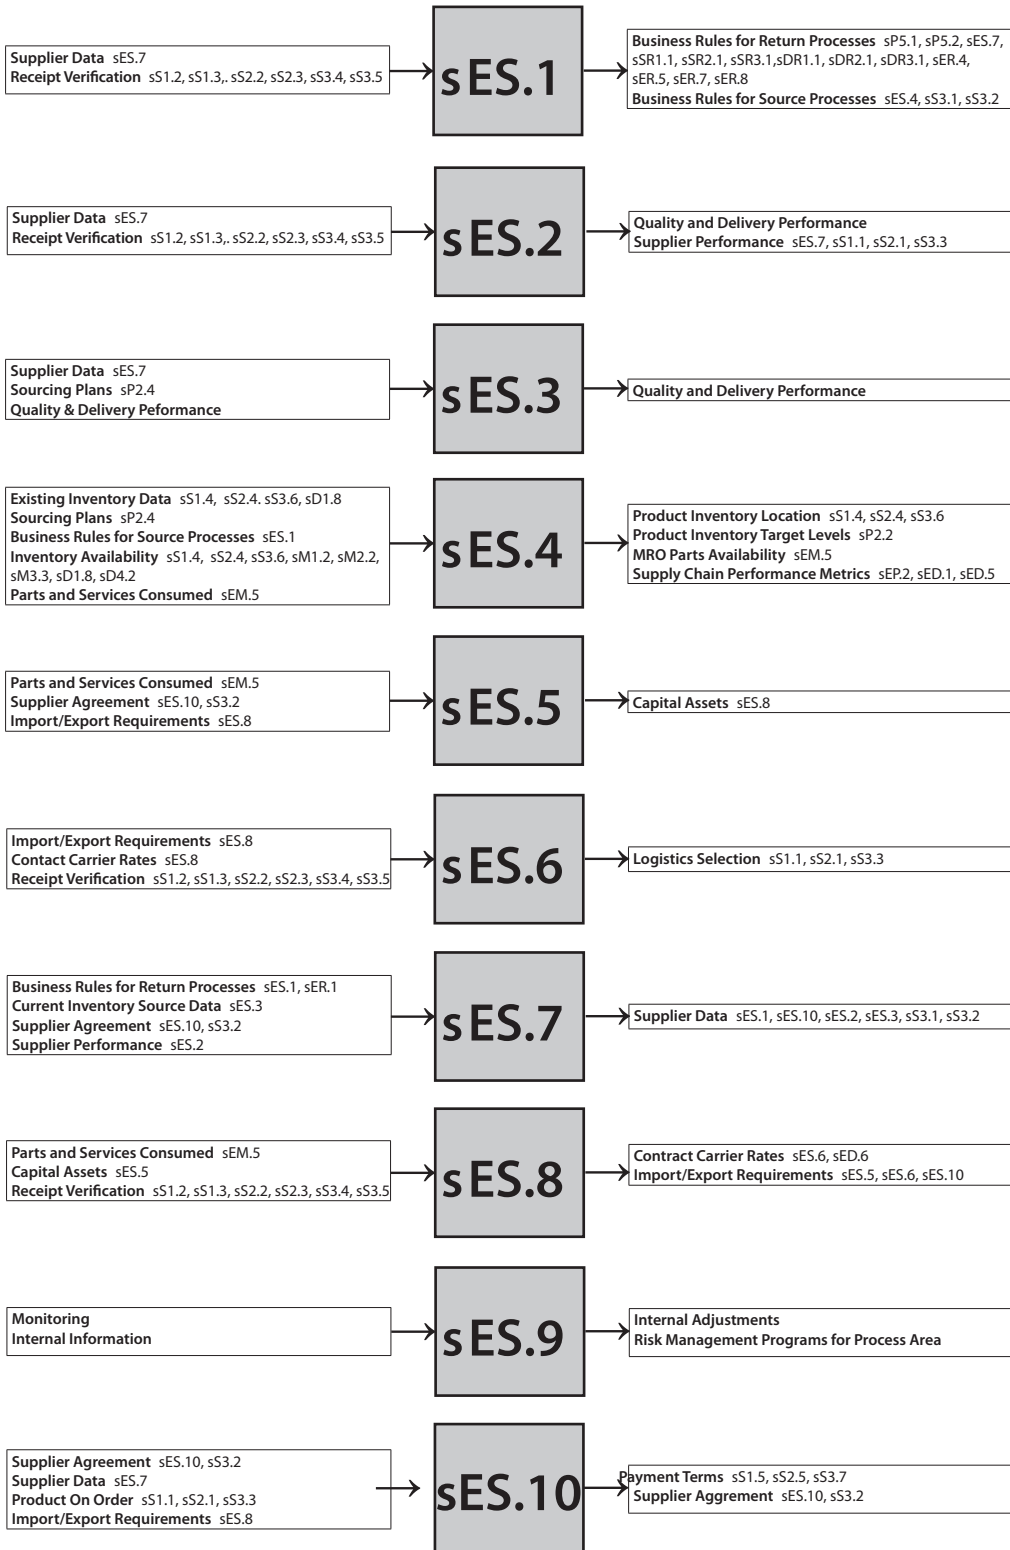 Supplier Data sES.7
Receipt Verification sS1.2, sS1.3,. sS2.2, sS2.3, sS3.4, sS3.5
sES.1
Business Rules for Return Processes sP5.1, sP5.2, sES.7,
sSR1.1, sSR2.1, sSR3.1,sDR1.1, sDR2.1, sDR3.1, sER.4,
sER.5, sER.7, sER.8
Business Rules for Source Processes sES.4, sS3.1, sS3.2
Supplier Data sES.7
Receipt Verification sS1.2, sS1.3,. sS2.2, sS2.3, sS3.4, sS3.5
sES.2
Quality and Delivery Performance
Supplier Performance sES.7, sS1.1, sS2.1, sS3.3
Supplier Data sES.7
Sourcing Plans sP2.4
Quality & Delivery Peformance
sES.3
Quality and Delivery Performance
Existing Inventory Data sS1.4, sS2.4. sS3.6, sD1.8
Sourcing Plans sP2.4
Business Rules for Source Processes sES.1
Inventory Availability sS1.4, sS2.4, sS3.6, sM1.2, sM2.2,
sM3.3, sD1.8, sD4.2
Parts and Services Consumed sEM.5
sES.4
Product Inventory Location sS1.4, sS2.4, sS3.6
Product Inventory Target Levels sP2.2
MRO Parts Availability sEM.5
Supply Chain Performance Metrics sEP.2, sED.1, sED.5
Parts and Services Consumed sEM.5
Supplier Agreement sES.10, sS3.2
Import/Export Requirements sES.8
sES.5
Capital Assets sES.8
Import/Export Requirements sES.8
Contact Carrier Rates sES.8
Receipt Verification sS1.2, sS1.3, sS2.2, sS2.3, sS3.4, sS3.5
sES.6
Logistics Selection sS1.1, sS2.1, sS3.3
Business Rules for Return Processes sES.1, sER.1
Current Inventory Source Data sES.3
Supplier Agreement sES.10, sS3.2
Supplier Performance sES.2
sES.7
Supplier Data sES.1, sES.10, sES.2, sES.3, sS3.1, sS3.2
Parts and Services Consumed sEM.5
Capital Assets sES.5
Receipt Verification sS1.2, sS1.3, sS2.2, sS2.3, sS3.4, sS3.5
sES.8
Contract Carrier Rates sES.6, sED.6
Import/Export Requirements sES.5, sES.6, sES.10
Monitoring
Internal Information
sES.9
Internal Adjustments
Risk Management Programs for Process Area
Supplier Agreement sES.10, sS3.2
Supplier Data sES.7
Product On Order sS1.1, sS2.1, sS3.3
Import/Export Requirements sES.8
sES.10
Payment Terms sS1.5, sS2.5, sS3.7
Supplier Aggrement sES.10, sS3.2